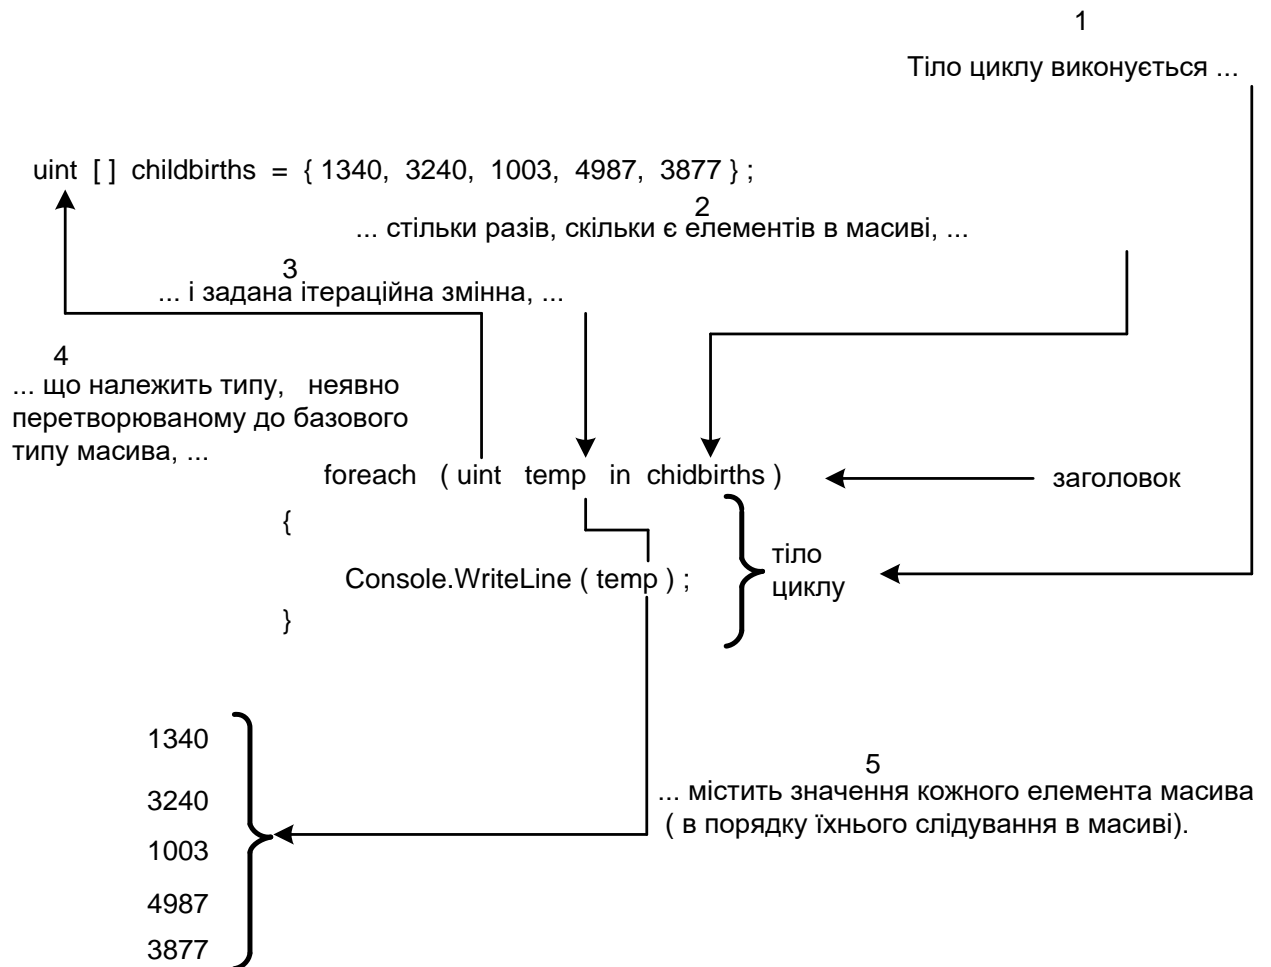 1
Тіло циклу виконується ...
uint [ ] childbirths = { 1340, 3240, 1003, 4987, 3877 } ;
2
... стільки разів, скільки є елементів в масиві, ...
3
... і задана ітераційна змінна, ...
4
... що належить типу, неявно
перетворюваному до базового
типу масива, ...
foreach ( uint temp in chidbirths )
заголовок
{
Console.WriteLine ( temp ) ;
}
тіло
циклу
1340
3240
1003
4987
3877
5
... містить значення кожного елемента масива
( в порядку їхнього слідування в масиві).